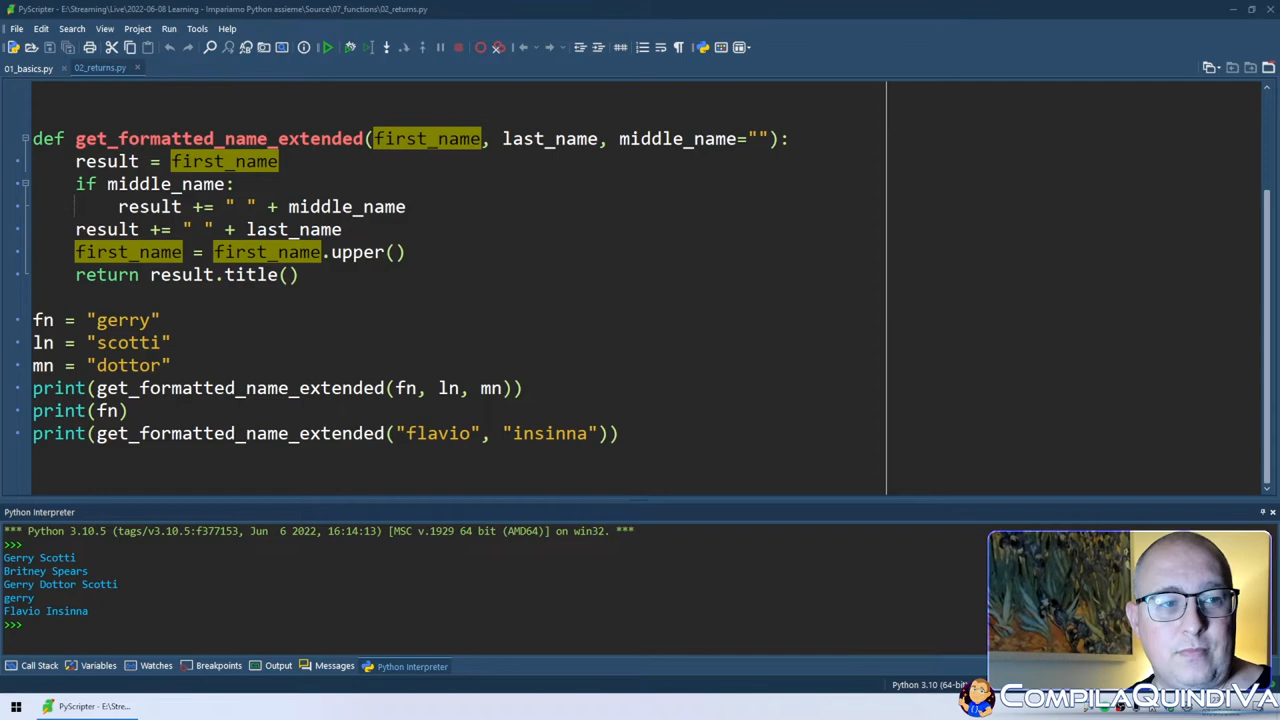 PyScripter - E:\Streaming\Live\2022-06-08 Learning - Impariamo Python assieme\Source\07_functions\02_returns.py
File Edit Search View Project Run Tools Help
01_basics.py × 02_returns.py ×
def get_formatted_name_extended(first_name, last_name, middle_name=""):
result = first_name
if middle_name:
result += " " + middle_name
result += " " + last_name
first_name = first_name.upper()
return result.title()
fn = "gerry"
ln = "scotti"
mn = "dottor"
print(get_formatted_name_extended(fn, ln, mn))
print(fn)
print(get_formatted_name_extended("flavio", "insinna"))
Python Interpreter
*** Python 3.10.5 (tags/v3.10.5:f377153, Jun  6 2022, 16:14:13) [MSC v.1929 64 bit (AMD64)] on win32. ***
>>>
Gerry Scotti
Britney Spears
Gerry Dottor Scotti
gerry
Flavio Insinna
>>>
Call Stack Variables Watches Breakpoints Output Messages Python Interpreter
Python 3.10 (64-bit)
CompilaQuindiVa
PyScripter - E:\Stre...